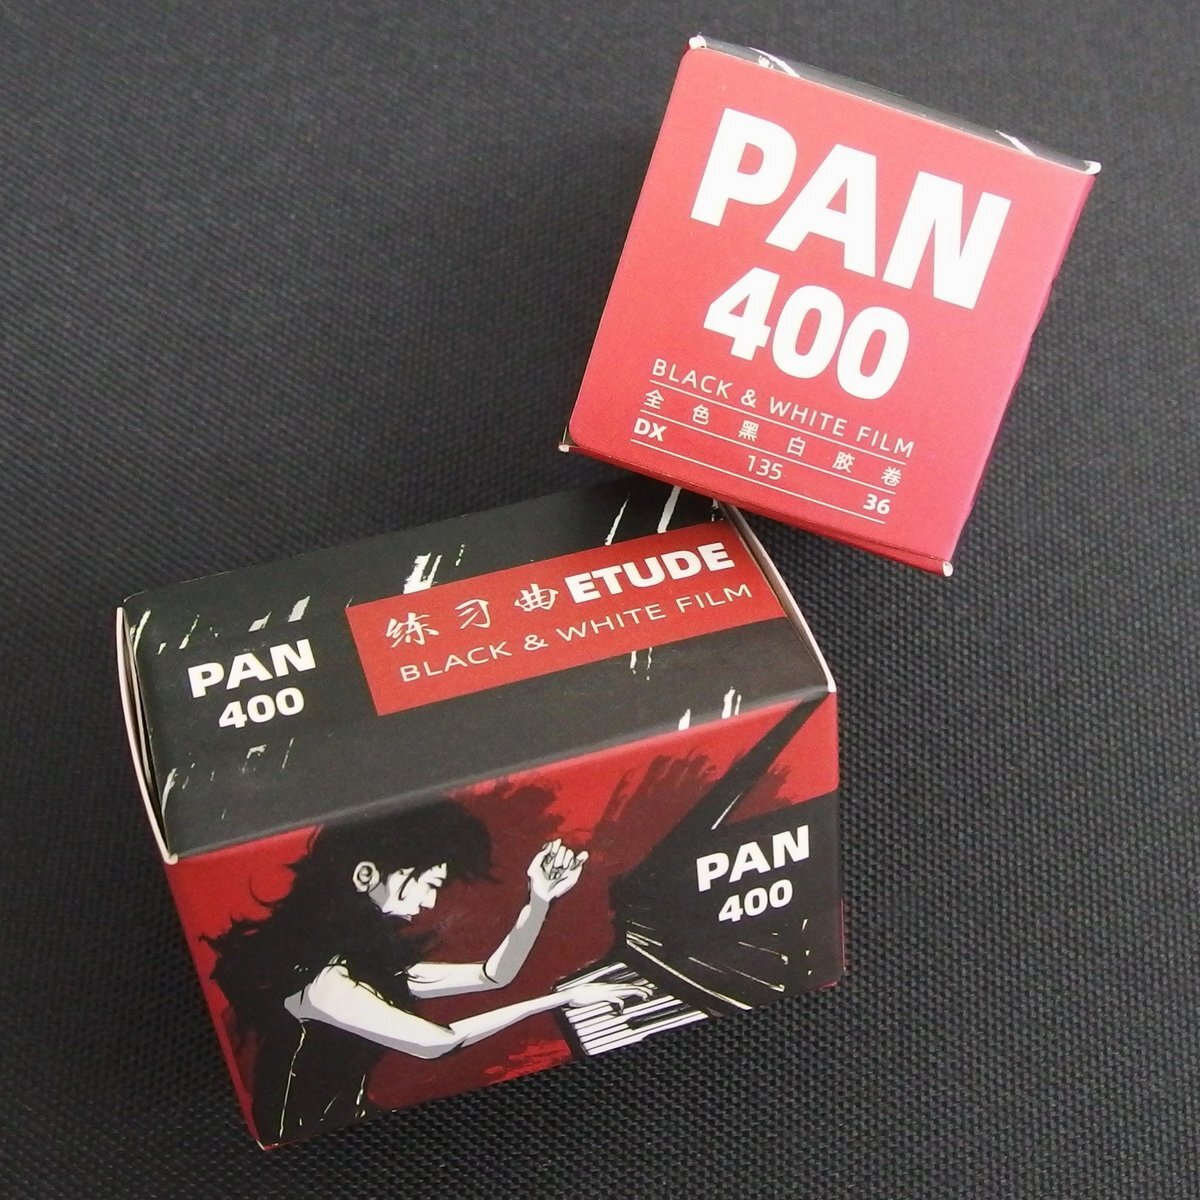 PAN
400
BLACK & WHITE FILM
全色黑白胶卷
DX 135 36
PAN
400
练习曲ETUDE
BLACK & WHITE FILM
PAN
400